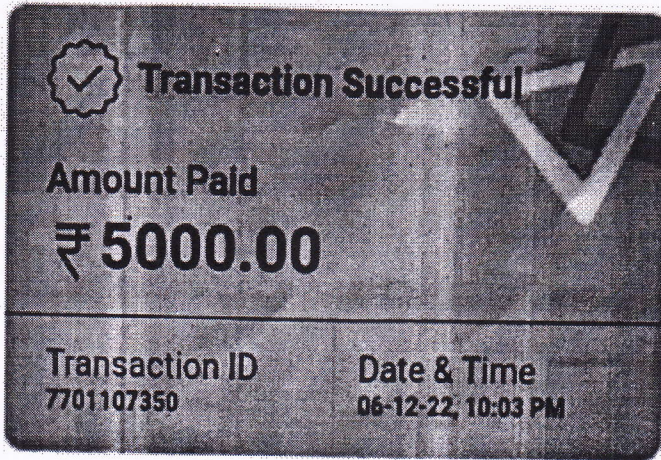 Transaction Successful
Amount Paid
₹5000.00
Transaction ID
7701107350
Date & Time
06-12-22, 10:03 PM